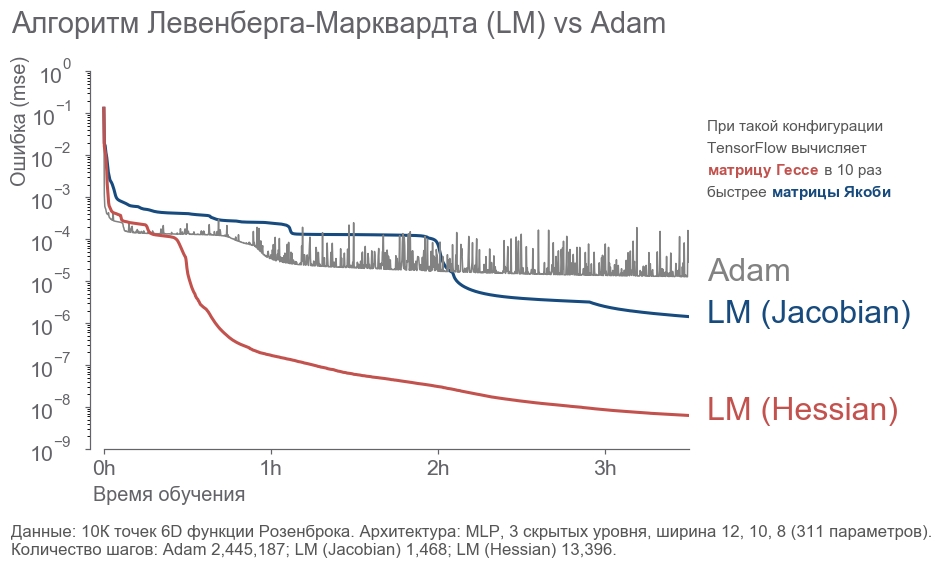 Алгоритм Левенберга-Марквардта (LM) vs Adam
Ошибка (mse)
10^0
10^-1
10^-2
10^-3
10^-4
10^-5
10^-6
10^-7
10^-8
10^-9
0h 1h 2h 3h
Время обучения
При такой конфигурации
TensorFlow вычисляет
матрицу Гессе в 10 раз
быстрее матрицы Якоби
Adam
LM (Jacobian)
LM (Hessian)
Данные: 10К точек 6D функции Розенброка. Архитектура: MLP, 3 скрытых уровня, ширина 12, 10, 8 (311 параметров).
Количество шагов: Adam 2,445,187; LM (Jacobian) 1,468; LM (Hessian) 13,396.